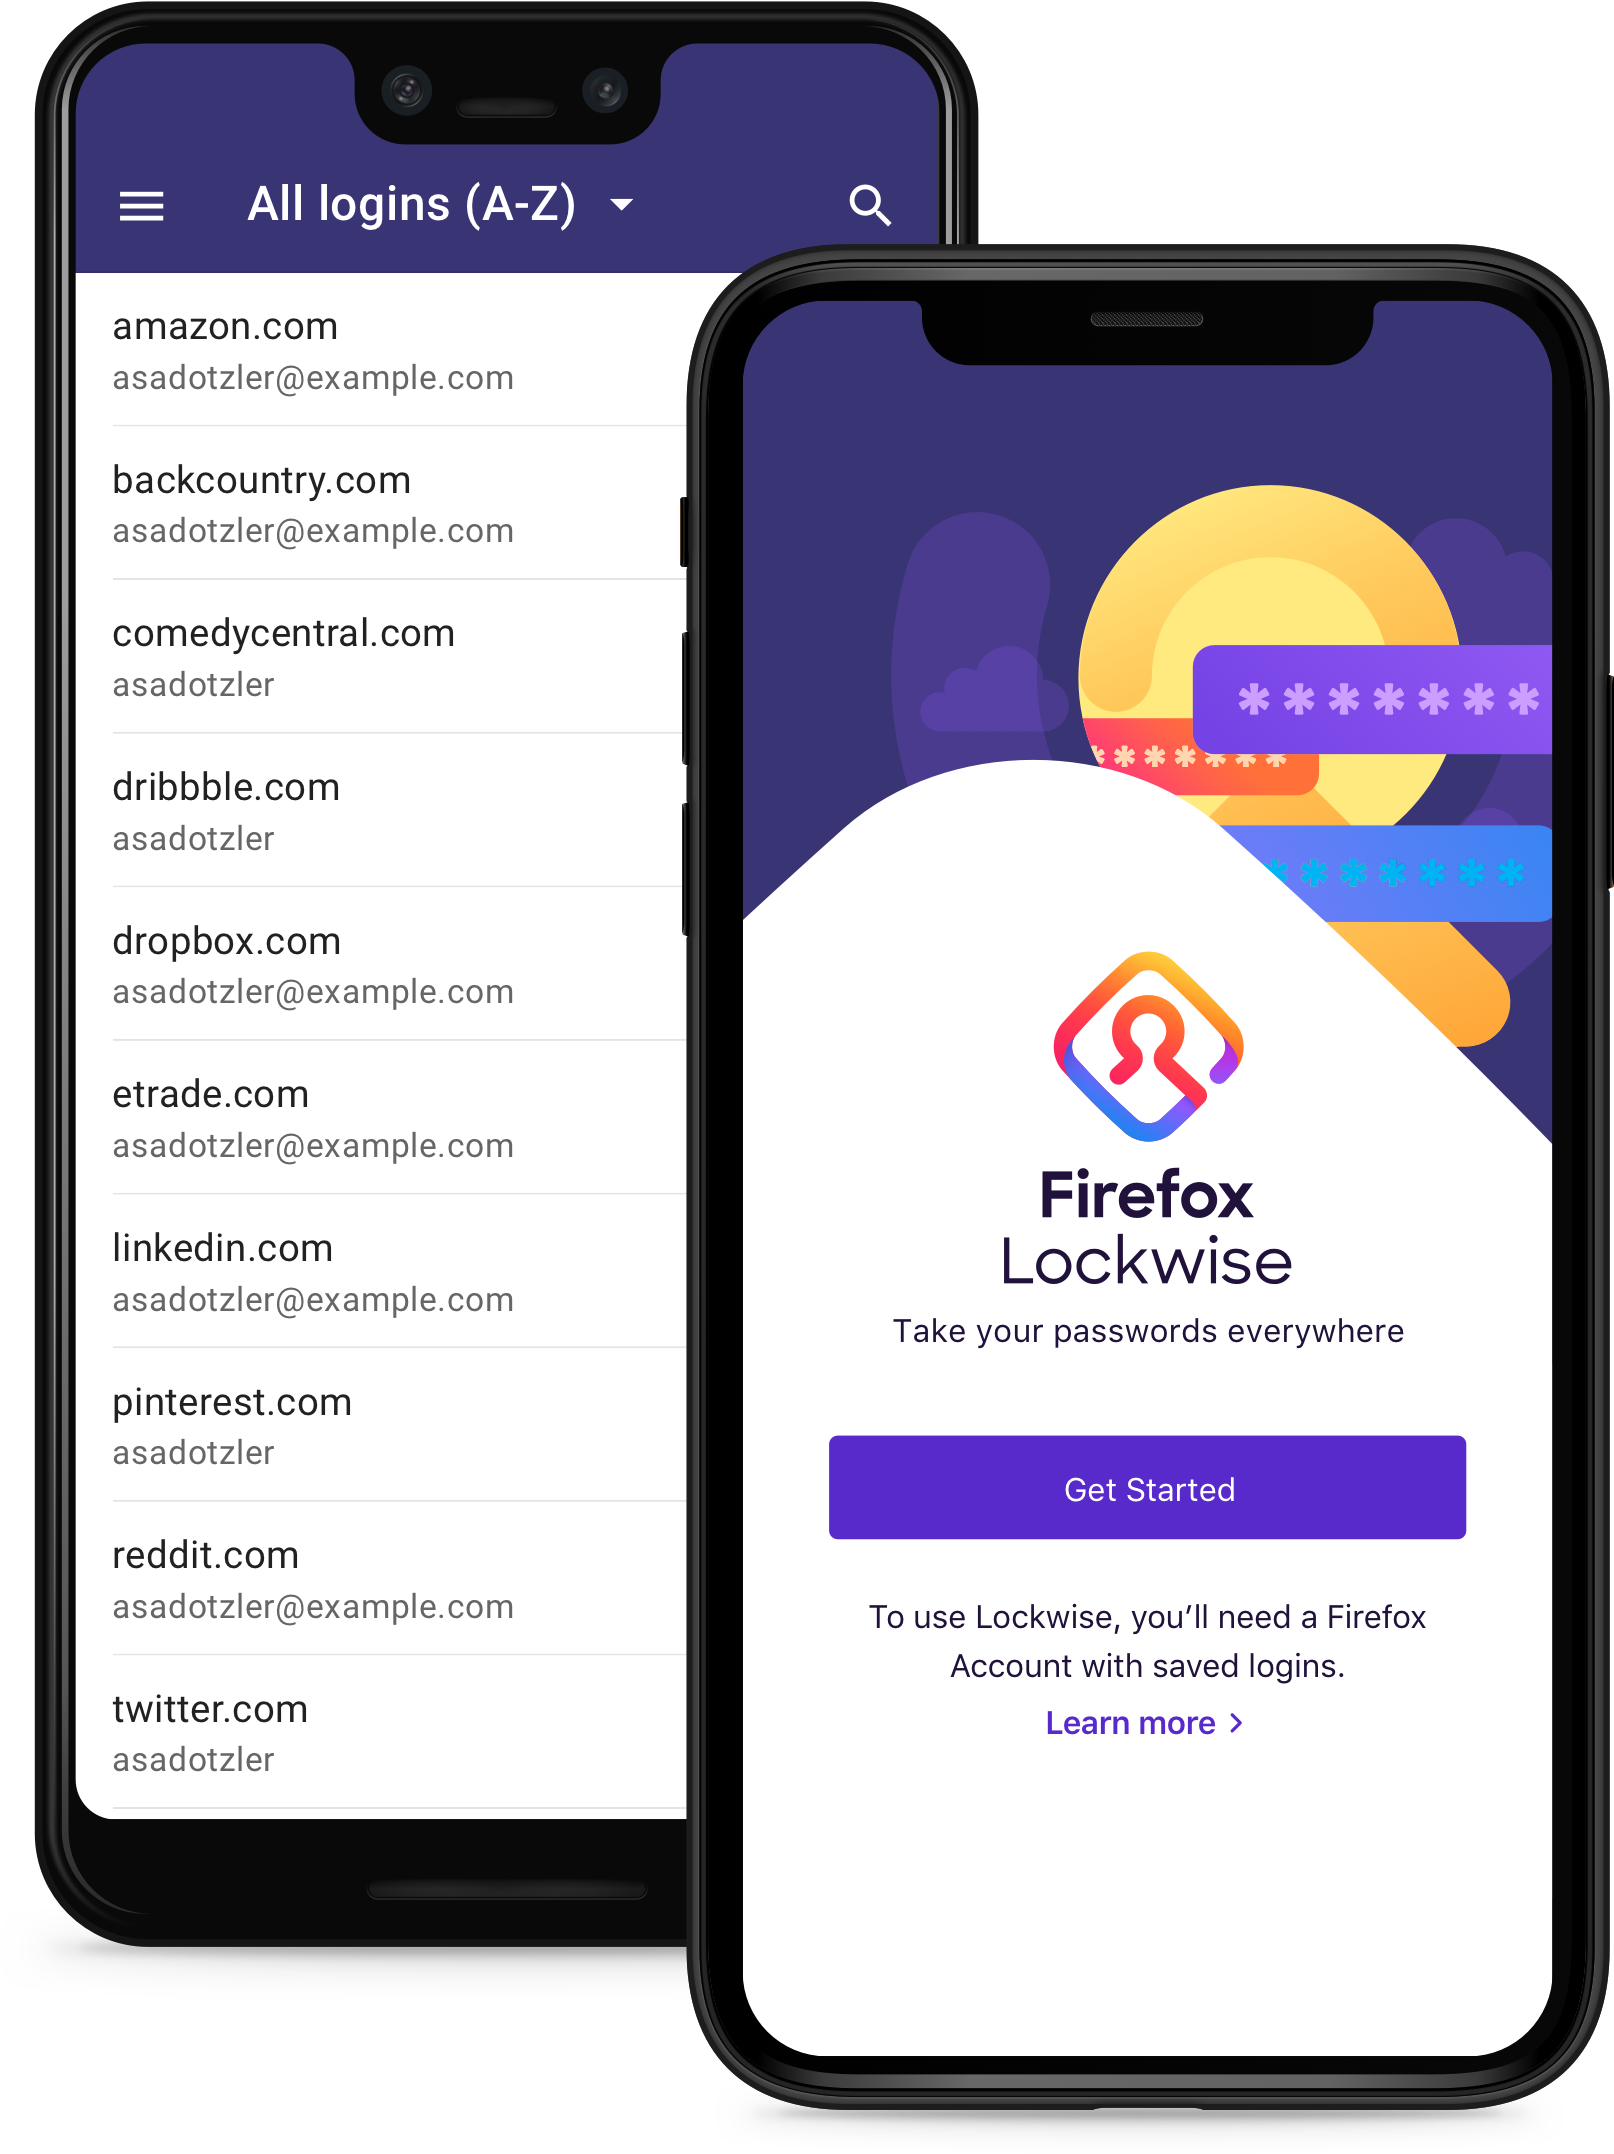 All logins (A-Z)
amazon.com
asadotzler@example.com
backcountry.com
asadotzler@example.com
comedycentral.com
asadotzler
dribbble.com
asadotzler
dropbox.com
asadotzler@example.com
etrade.com
asadotzler@example.com
linkedin.com
asadotzler@example.com
pinterest.com
asadotzler
reddit.com
asadotzler@example.com
twitter.com
asadotzler
*******
*******
*******
Firefox
Lockwise
Take your passwords everywhere
Get Started
To use Lockwise, you’ll need a Firefox
Account with saved logins.
Learn more >